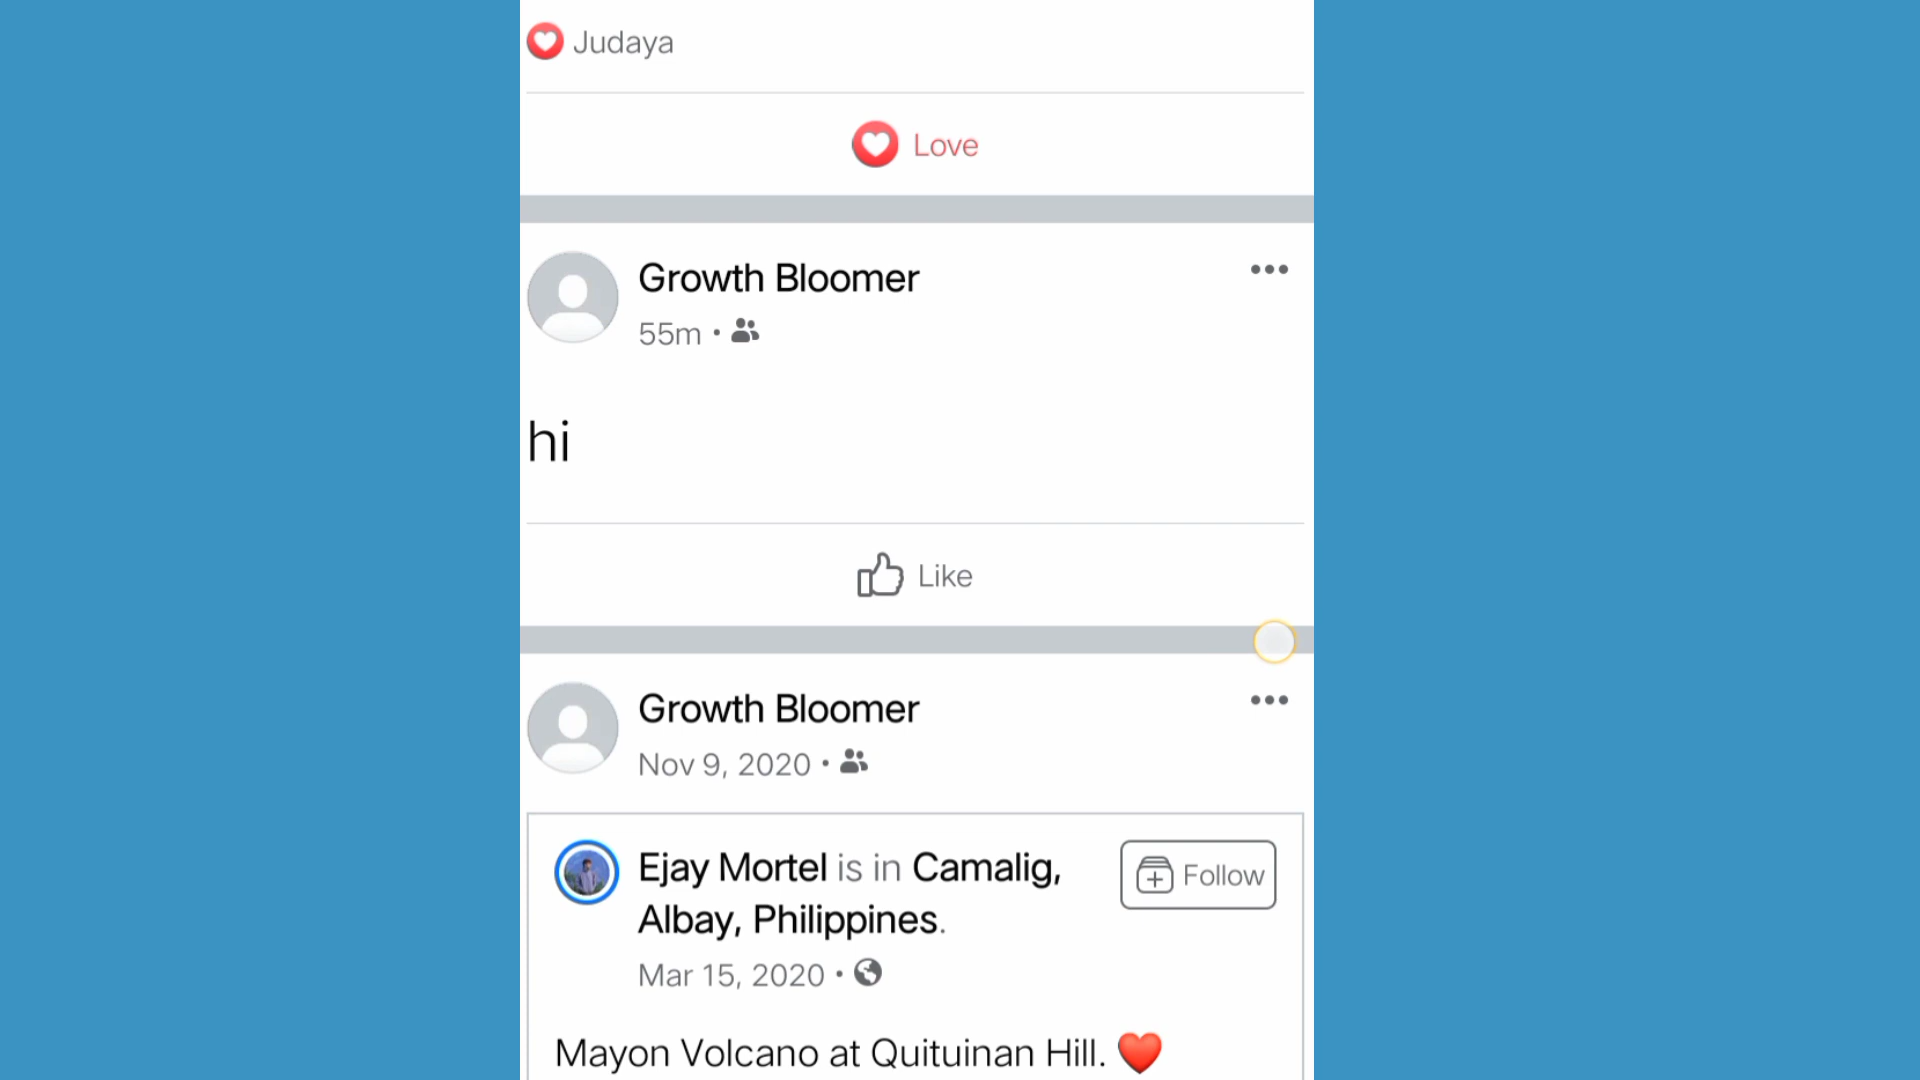 Judaya
Love
Growth Bloomer
55m
hi
Like
Growth Bloomer
Nov 9, 2020
Ejay Mortel is in Camalig,
Albay, Philippines.
Follow
Mar 15, 2020
Mayon Volcano at Quituinan Hill. ❤️